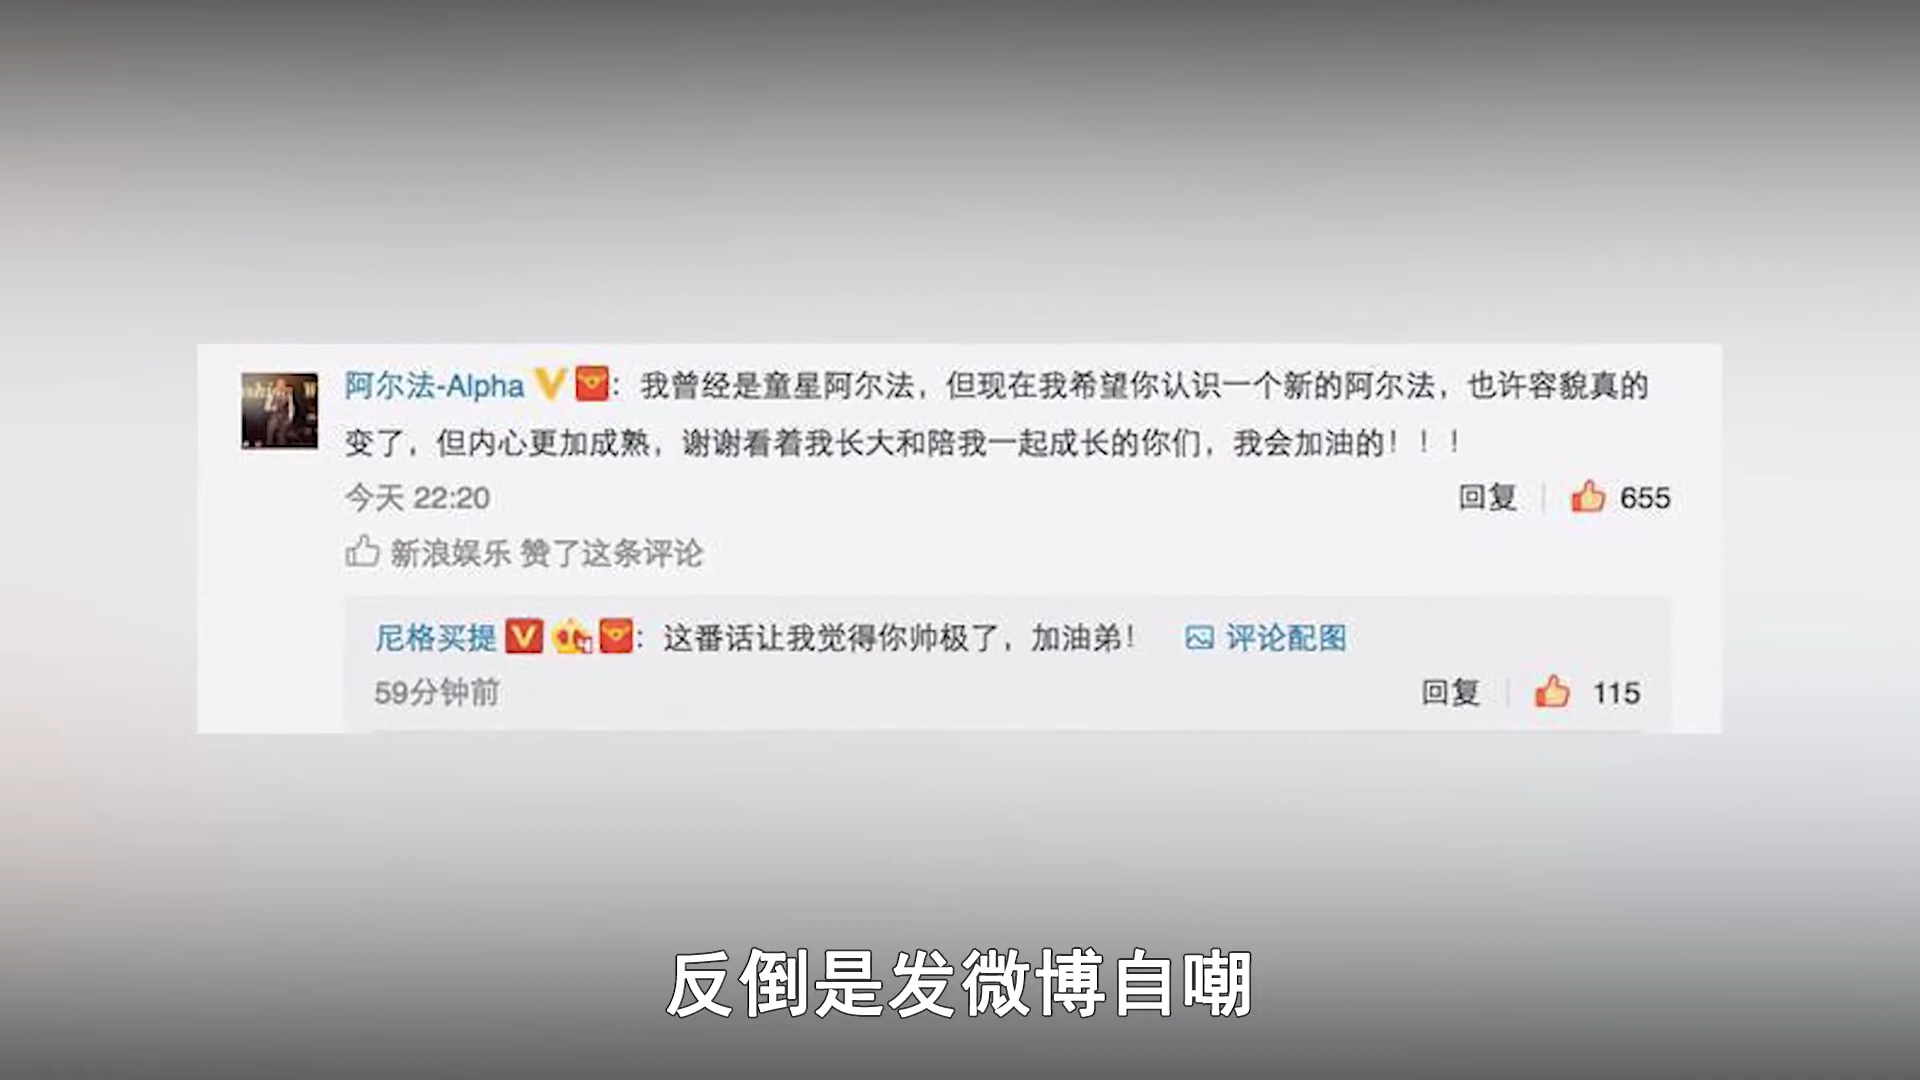 阿尔法-Alpha：我曾经是童星阿尔法，但现在我希望你认识一个新的阿尔法，也许容貌真的
变了，但内心更加成熟，谢谢看着我长大和陪我一起成长的你们，我会加油的！！！
今天 22:20 回复 655
新浪娱乐 赞了这条评论
尼格买提：这番话让我觉得你帅极了，加油弟！ 评论配图
59分钟前 回复 115
反倒是发微博自嘲